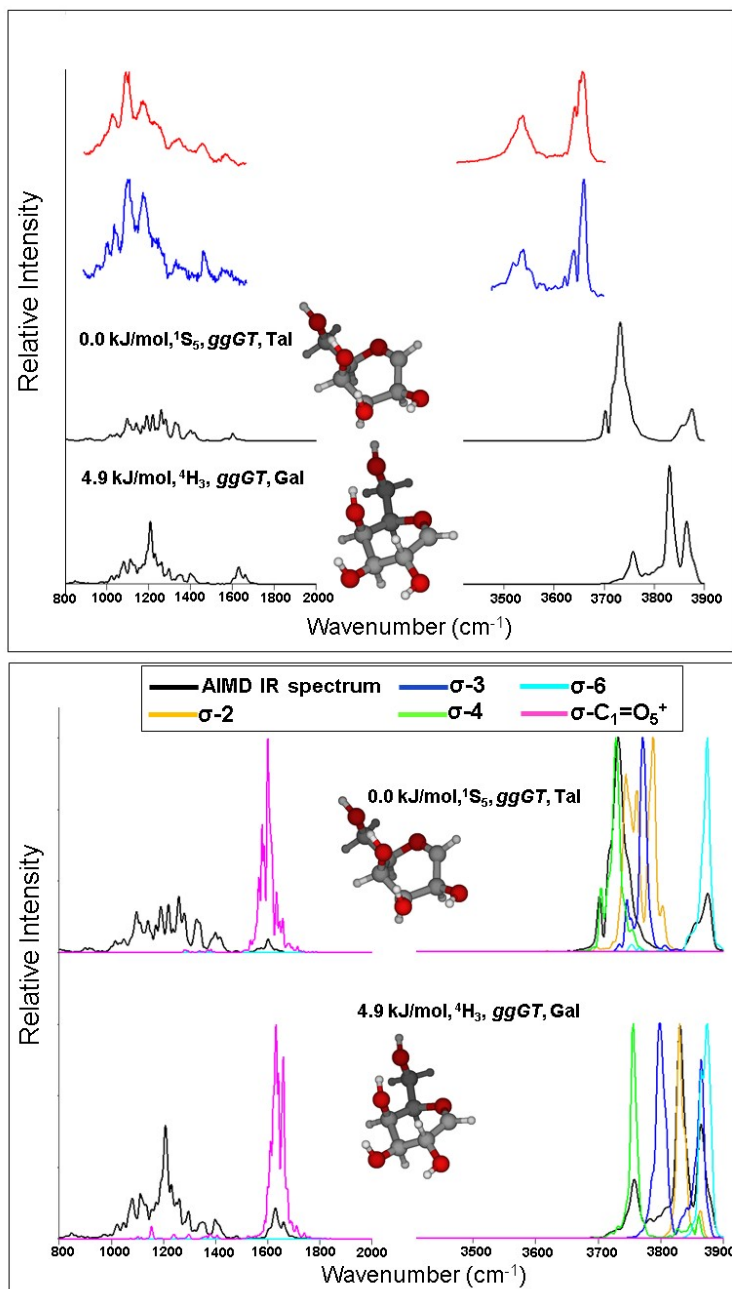 Relative Intensity
0.0 kJ/mol,¹S₅, ggGT, Tal
4.9 kJ/mol,⁴H₃, ggGT, Gal
800 1000 1200 1400 1600 1800 2000 3500 3600 3700 3800 3900
Wavenumber (cm⁻¹)
AIMD IR spectrum σ-3 σ-6
σ-2 σ-4 σ-C₁=O₅⁺
Relative Intensity
0.0 kJ/mol,¹S₅, ggGT, Tal
4.9 kJ/mol,⁴H₃, ggGT, Gal
800 1000 1200 1400 1600 1800 2000 3500 3600 3700 3800 3900
Wavenumber (cm⁻¹)